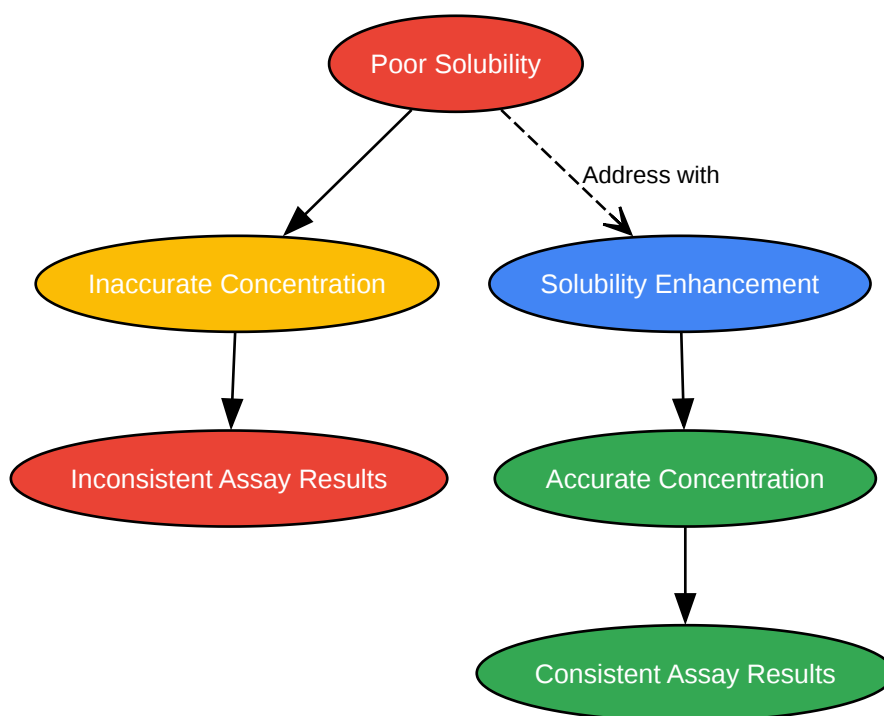 Poor Solubility
Address with
Inaccurate Concentration
Solubility Enhancement
Inconsistent Assay Results
Accurate Concentration
Consistent Assay Results